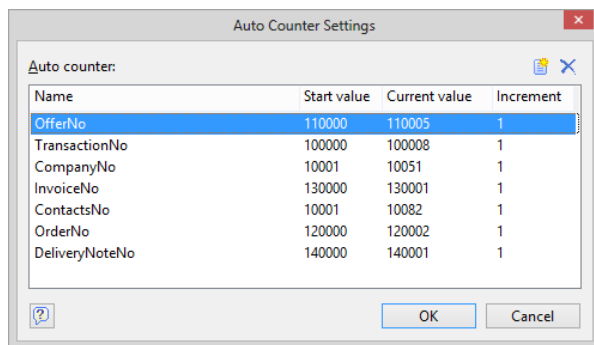 Auto Counter Settings
Auto counter:
Name Start value Current value Increment
OfferNo 110000 110005 1
TransactionNo 100000 100008 1
CompanyNo 10001 10051 1
InvoiceNo 130000 130001 1
ContactsNo 10001 10082 1
OrderNo 120000 120002 1
DeliveryNoteNo 140000 140001 1
OK Cancel